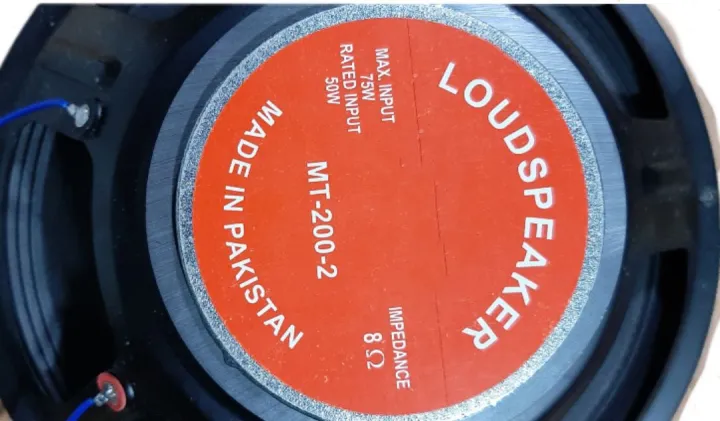 LOUDSPEAKER
MAX. INPUT
75W
RATED INPUT
50W
IMPEDANCE
8 Ω
MT-200-2
MADE IN PAKISTAN